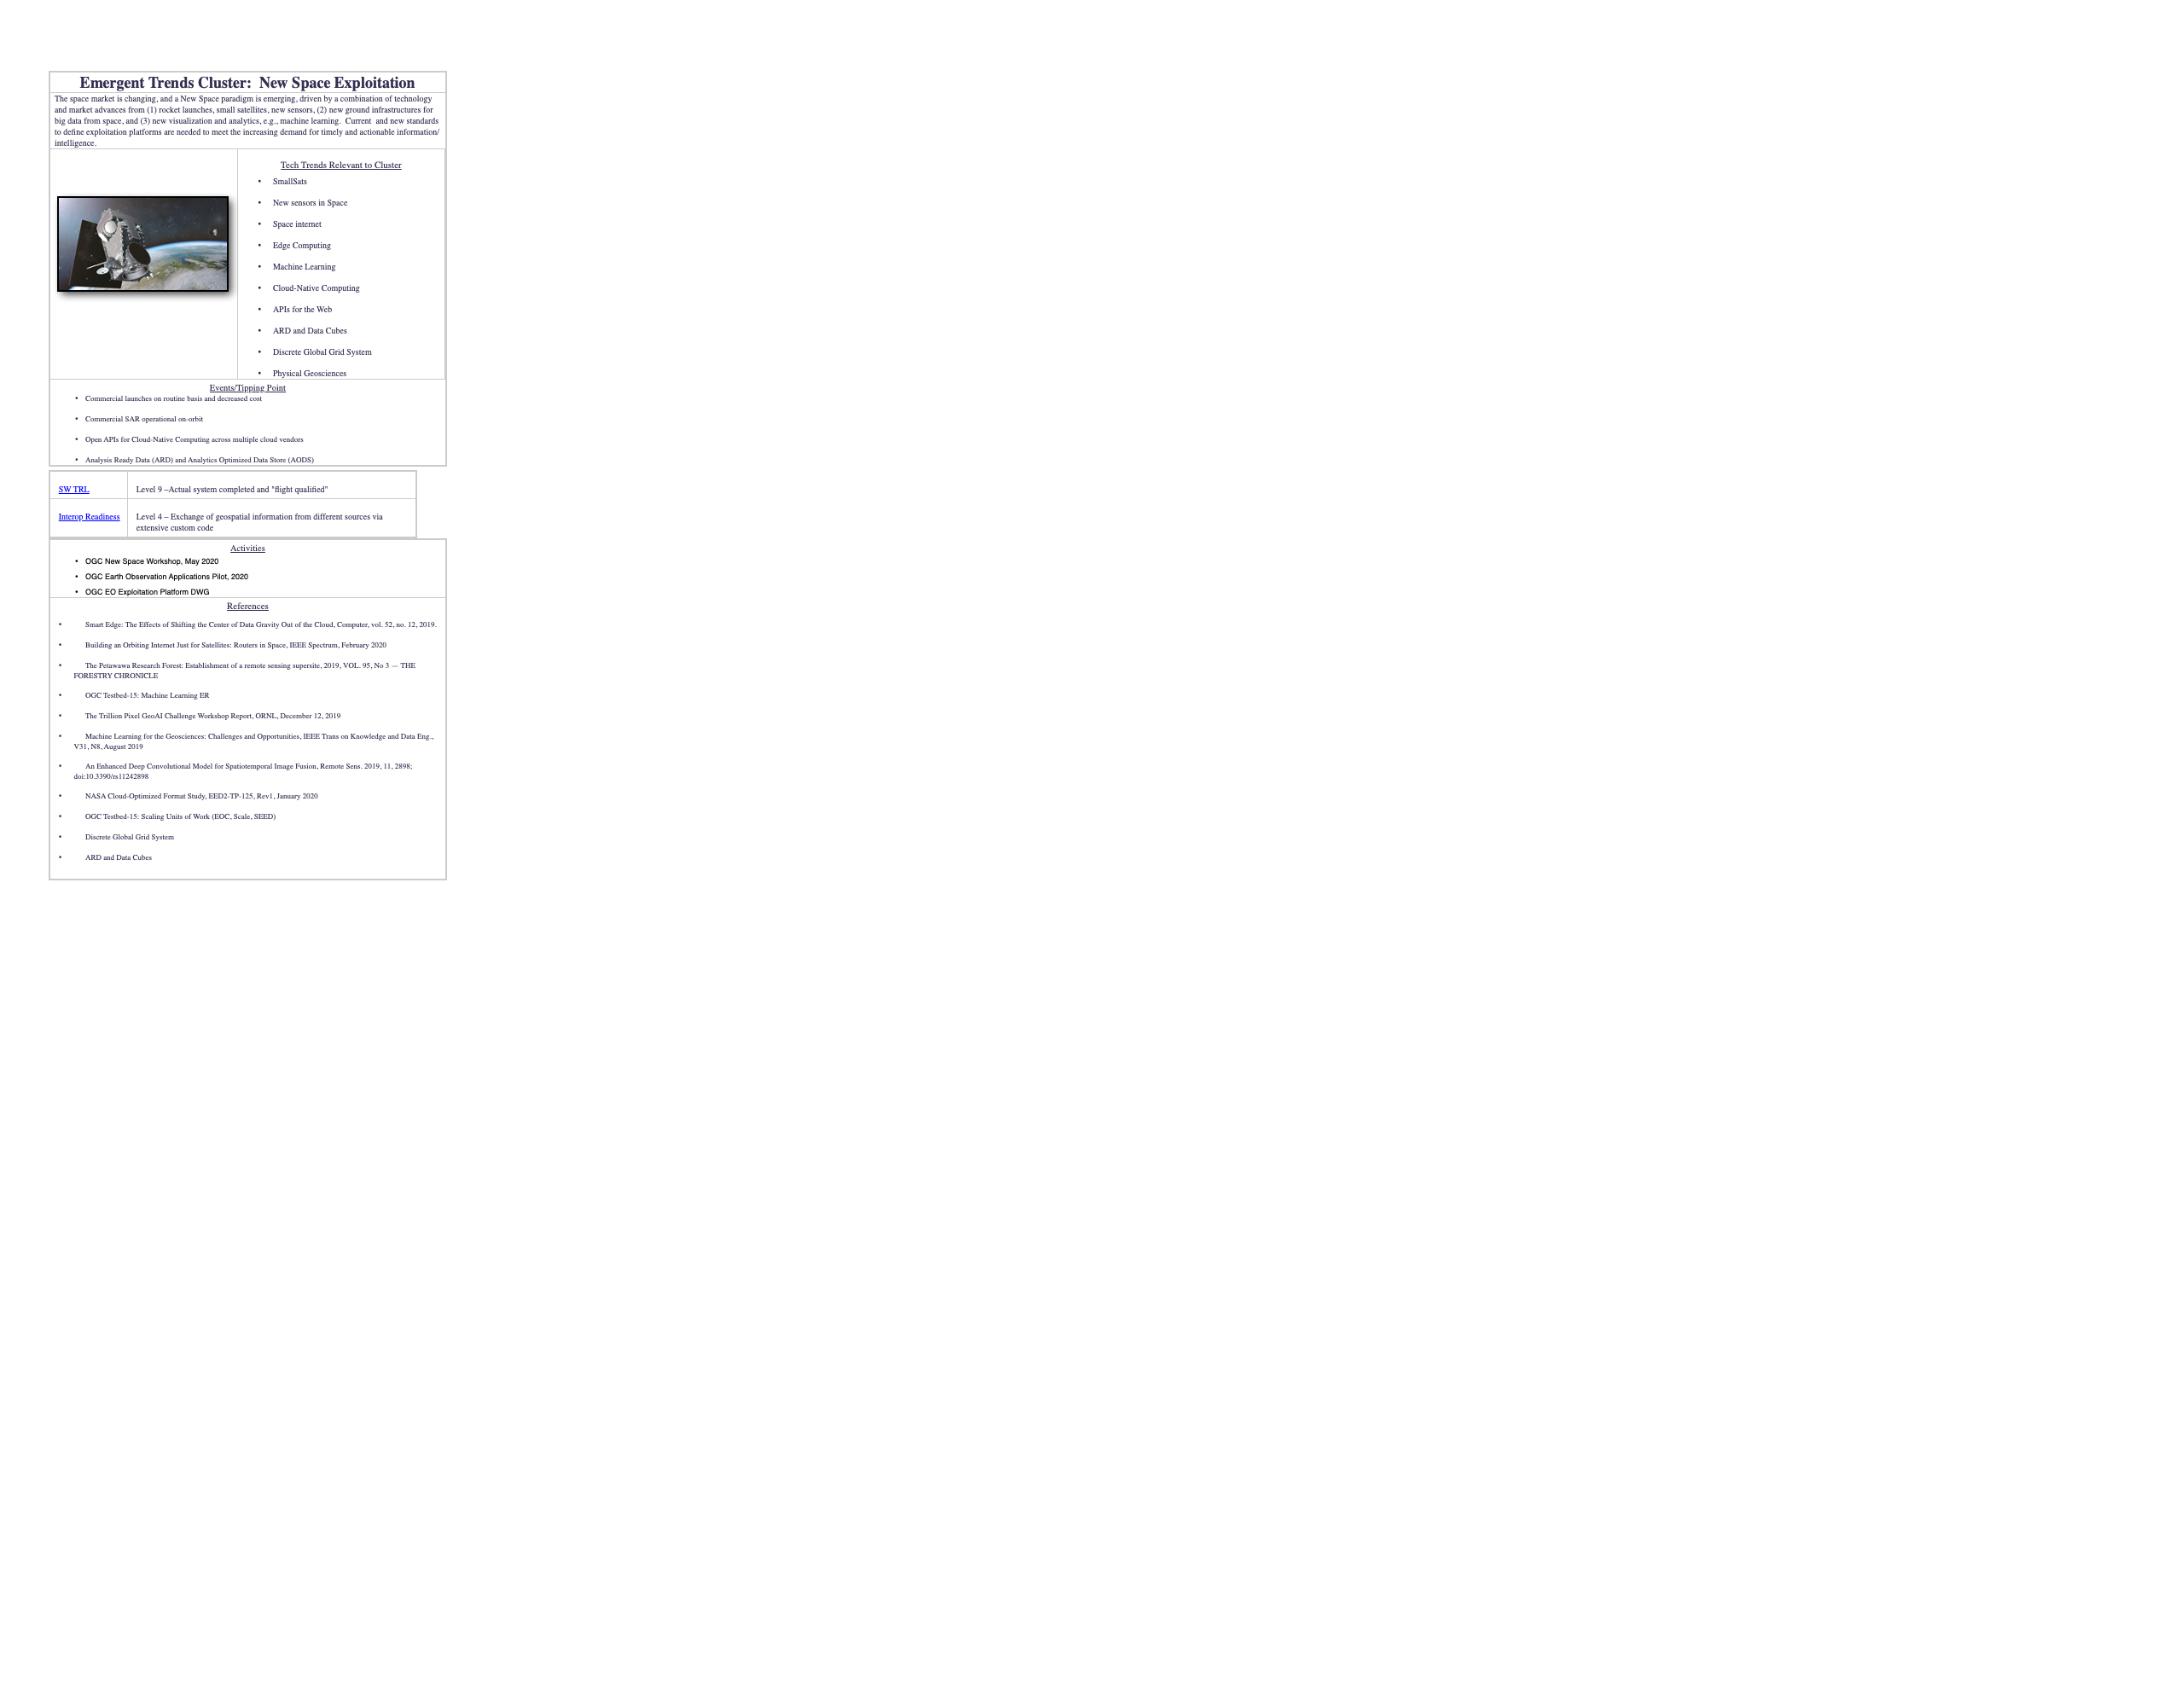 Emergent Trends Cluster:  New Space Exploitation
The space market is changing, and a New Space paradigm is emerging, driven by a combination of technology
and market advances from (1) rocket launches, small satellites, new sensors, (2) new ground infrastructures for
big data from space, and (3) new visualization and analytics, e.g., machine learning.  Current  and new standards
to define exploitation platforms are needed to meet the increasing demand for timely and actionable information/
intelligence.
Tech Trends Relevant to Cluster
• SmallSats
• New sensors in Space
• Space internet
• Edge Computing
• Machine Learning
• Cloud-Native Computing
• APIs for the Web
• ARD and Data Cubes
• Discrete Global Grid System
• Physical Geosciences
Events/Tipping Point
• Commercial launches on routine basis and decreased cost
• Commercial SAR operational on-orbit
• Open APIs for Cloud-Native Computing across multiple cloud vendors
• Analysis Ready Data (ARD) and Analytics Optimized Data Store (AODS)
SW TRL Level 9 –Actual system completed and "flight qualified"
Interop Readiness Level 4 – Exchange of geospatial information from different sources via
extensive custom code
Activities
• OGC New Space Workshop, May 2020
• OGC Earth Observation Applications Pilot, 2020
• OGC EO Exploitation Platform DWG
References
• Smart Edge: The Effects of Shifting the Center of Data Gravity Out of the Cloud, Computer, vol. 52, no. 12, 2019.
• Building an Orbiting Internet Just for Satellites: Routers in Space, IEEE Spectrum, February 2020
• The Petawawa Research Forest: Establishment of a remote sensing supersite, 2019, VOL. 95, No 3 — THE
FORESTRY CHRONICLE
• OGC Testbed-15: Machine Learning ER
• The Trillion Pixel GeoAI Challenge Workshop Report, ORNL, December 12, 2019
• Machine Learning for the Geosciences: Challenges and Opportunities, IEEE Trans on Knowledge and Data Eng.,
V31, N8, August 2019
• An Enhanced Deep Convolutional Model for Spatiotemporal Image Fusion, Remote Sens. 2019, 11, 2898;
doi:10.3390/rs11242898
• NASA Cloud-Optimized Format Study, EED2-TP-125, Rev1, January 2020
• OGC Testbed-15: Scaling Units of Work (EOC, Scale, SEED)
• Discrete Global Grid System
• ARD and Data Cubes